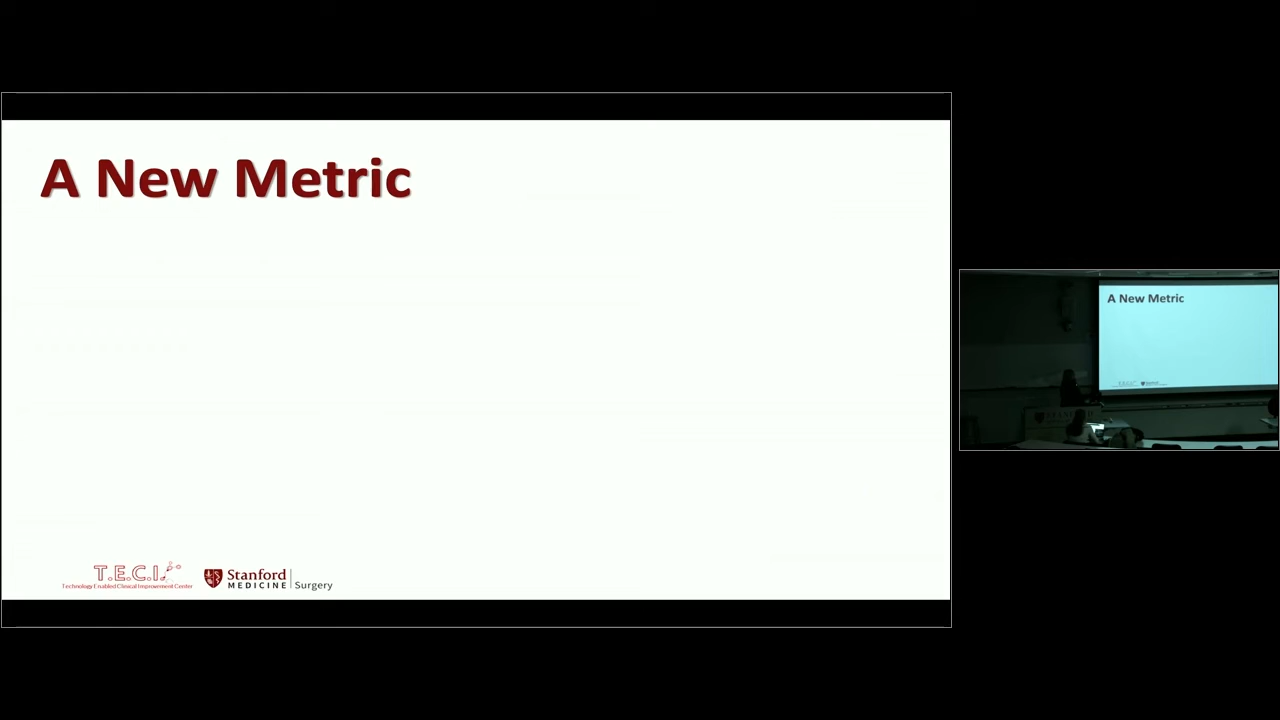 A New Metric
T.E.C.I.
Technology Enabled Clinical Improvement Center
Stanford
MEDICINE
Surgery
A New Metric